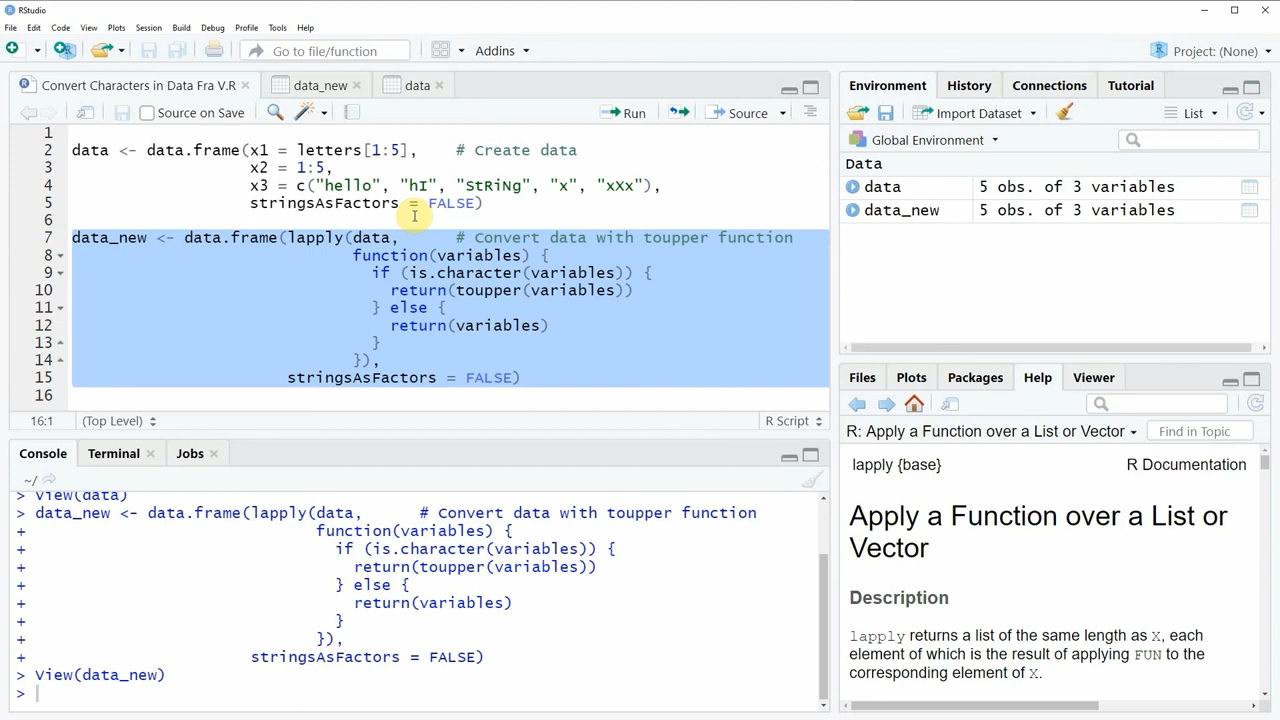 RStudio
File Edit Code View Plots Session Build Debug Profile Tools Help
Go to file/function Addins Project: (None)
Convert Characters in Data Fra V.R data_new data
Source on Save Run Source
1
2 data <- data.frame(x1 = letters[1:5], # Create data
3 x2 = 1:5,
4 x3 = c("hello", "hI", "StRiNg", "x", "xXx"),
5 stringsAsFactors = FALSE)
6
7 data_new <- data.frame(lapply(data, # Convert data with toupper function
8 function(variables) {
9 if (is.character(variables)) {
10 return(toupper(variables))
11 } else {
12 return(variables)
13 }
14 }),
15 stringsAsFactors = FALSE)
16
16:1 (Top Level) R Script
Console Terminal Jobs
~/
> View(data)
> data_new <- data.frame(lapply(data, # Convert data with toupper function
+ function(variables) {
+ if (is.character(variables)) {
+ return(toupper(variables))
+ } else {
+ return(variables)
+ }
+ }),
+ stringsAsFactors = FALSE)
> View(data_new)
>
Environment History Connections Tutorial
Import Dataset List
Global Environment
Data
data 5 obs. of 3 variables
data_new 5 obs. of 3 variables
Files Plots Packages Help Viewer
R: Apply a Function over a List or Vector Find in Topic
lapply {base} R Documentation
Apply a Function over a List or
Vector
Description
lapply returns a list of the same length as X, each
element of which is the result of applying FUN to the
corresponding element of X.